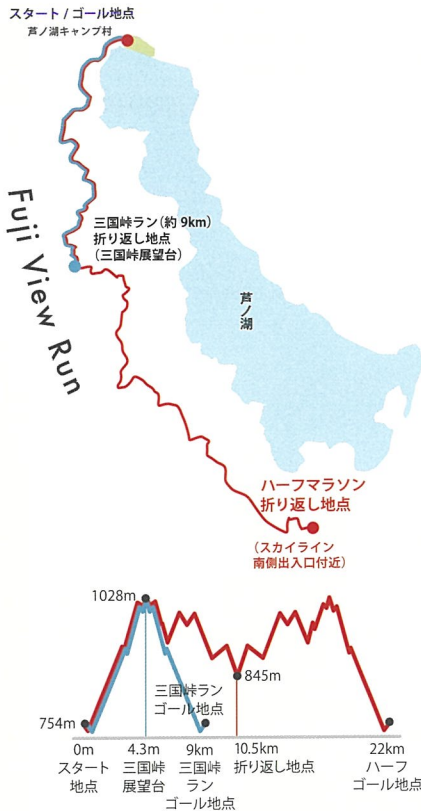 スタート / ゴール地点
芦ノ湖キャンプ村
三国峠ラン（約 9km）
折り返し地点
（三国峠展望台）
Fuji View Run
芦ノ湖
ハーフマラソン
折り返し地点
（スカイライン
南側出入口付近）
1028m
三国峠ラン
ゴール地点
845m
754m
0m
スタート
地点
4.3m
三国峠
展望台
9km
三国峠
ラン
ゴール地点
10.5km
折り返し地点
22km
ハーフ
ゴール地点